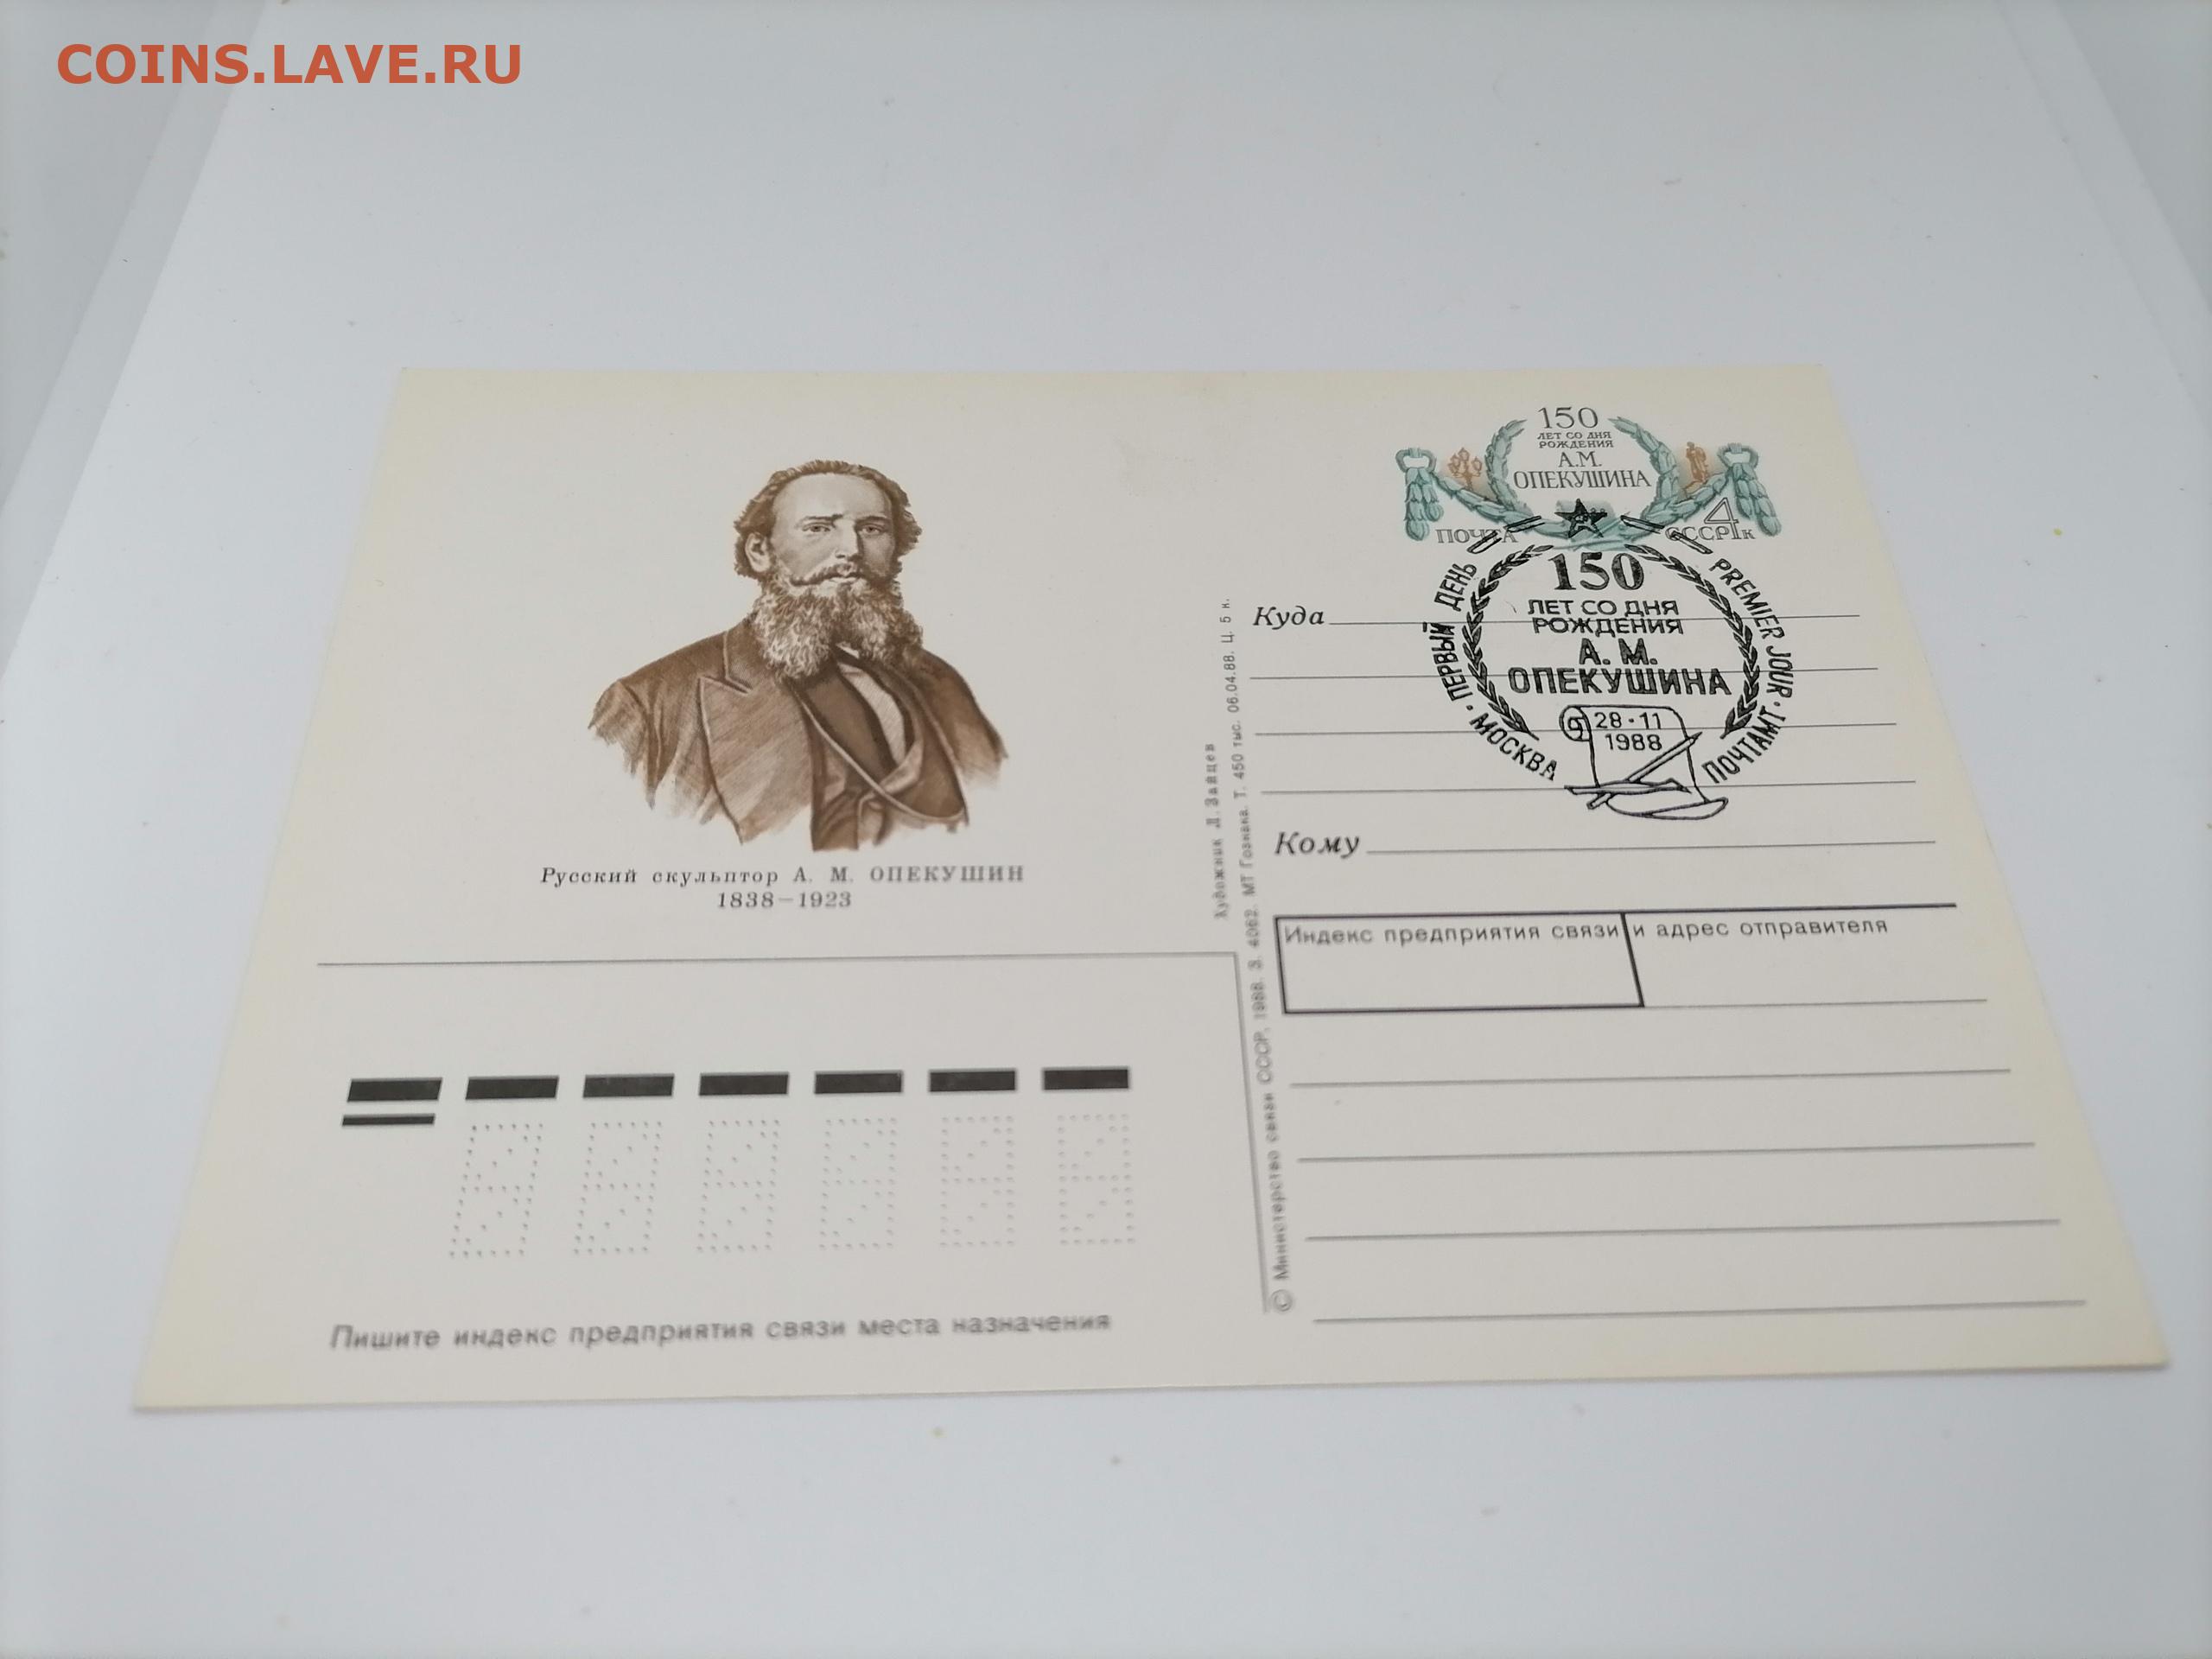 COINS.LAVE.RU
150
ЛЕТ СО ДНЯ
РОЖДЕНИЯ
А.М.
ОПЕКУШИНА
ПОЧТА
СССР
4к
ПЕРВЫЙ ДЕНЬ
PREMIER JOUR
150
ЛЕТ СО ДНЯ
РОЖДЕНИЯ
А. М.
ОПЕКУШИНА
28·11
1988
· МОСКВА
ПОЧТАМТ ·
Русский скульптор А. М. ОПЕКУШИН
1838—1923
Художник Л. Зайцев
© Министерство связи СССР, 1988. З. 4062. МТ Гознака. Т. 450 тыс. 06.04.88. Ц. 5 к.
Куда
Кому
Индекс предприятия связи и адрес отправителя
Пишите индекс предприятия связи места назначения